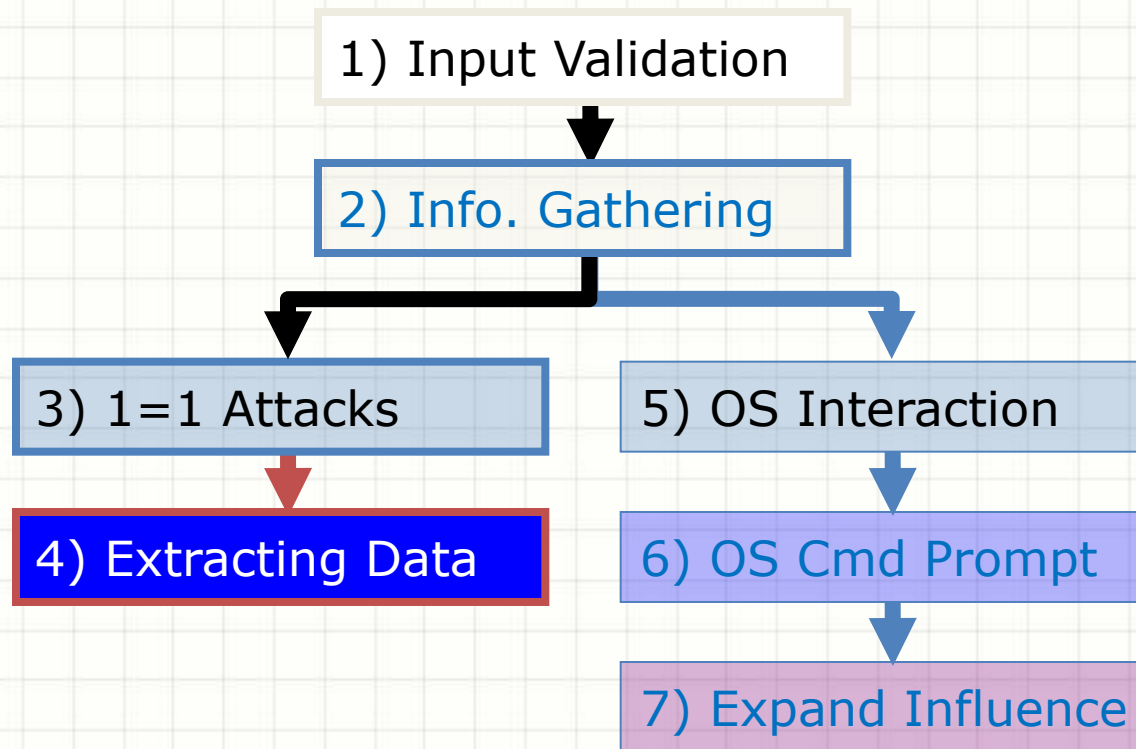 1) Input Validation
2) Info. Gathering
3) 1=1 Attacks
5) OS Interaction
4) Extracting Data
6) OS Cmd Prompt
7) Expand Influence